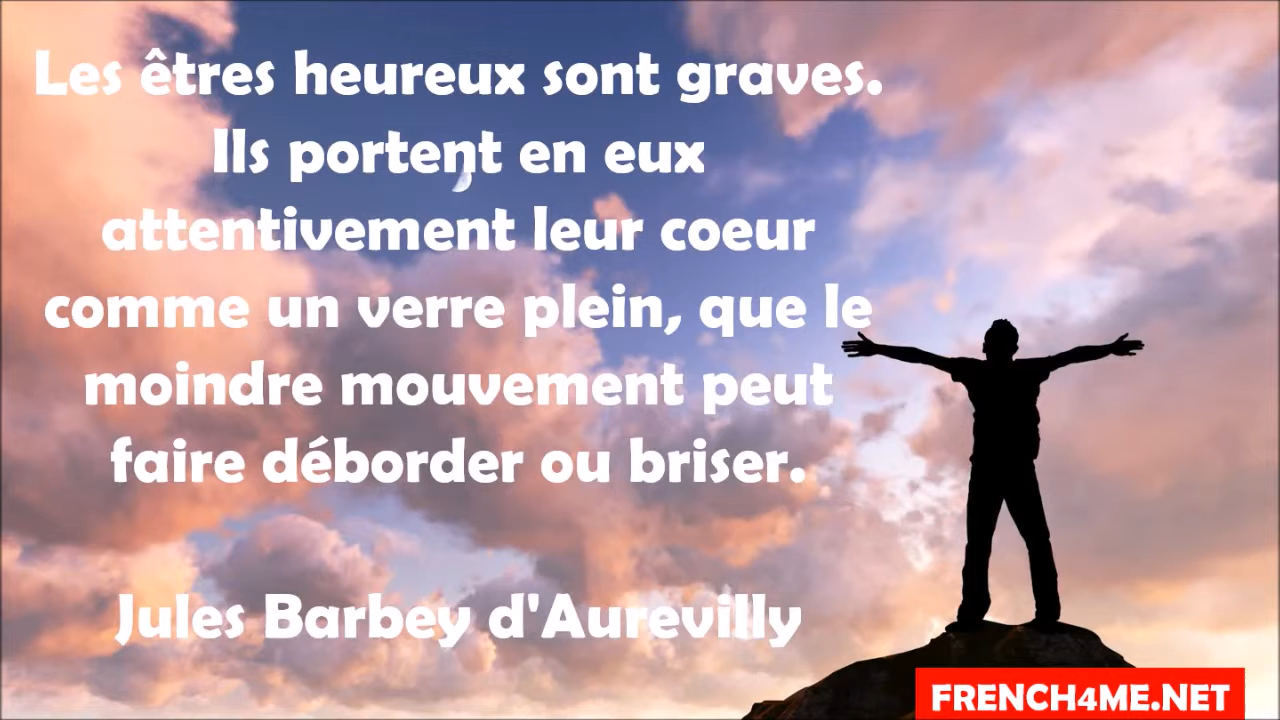 Les êtres heureux sont graves.
Ils portent en eux
attentivement leur coeur
comme un verre plein, que le
moindre mouvement peut
faire déborder ou briser.
Jules Barbey d'Aurevilly
FRENCH4ME.NET